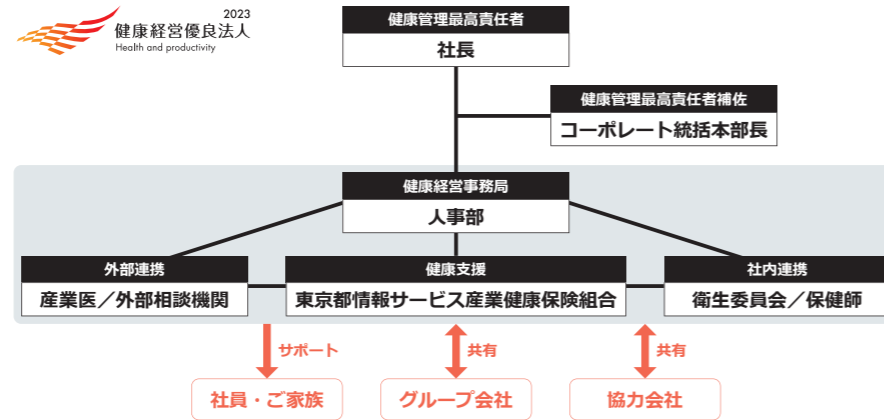 2023
健康経営優良法人
Health and productivity
健康管理最高責任者
社長
健康管理最高責任者補佐
コーポレート統括本部長
健康経営事務局
人事部
外部連携
産業医／外部相談機関
健康支援
東京都情報サービス産業健康保険組合
社内連携
衛生委員会／保健師
サポート
共有
共有
社員・ご家族
グループ会社
協力会社